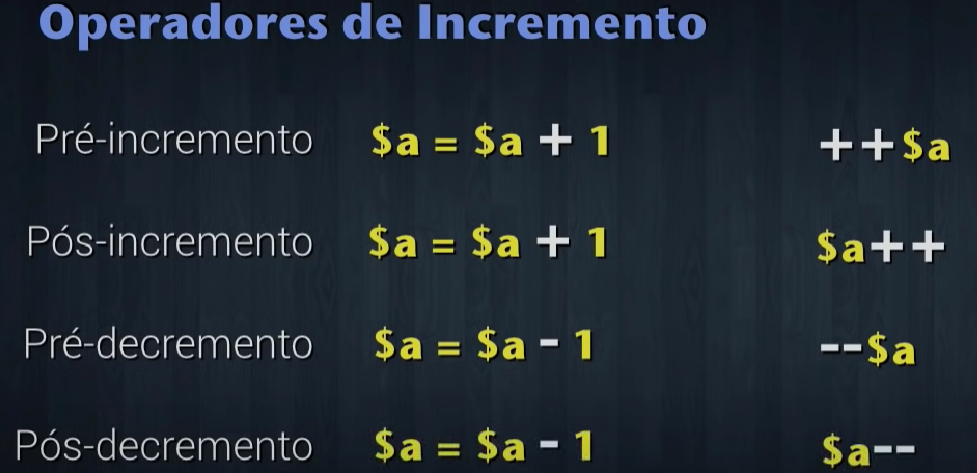 Operadores de Incremento
Pré-incremento $a = $a + 1 ++$a
Pós-incremento $a = $a + 1 $a++
Pré-decremento $a = $a - 1 --$a
Pós-decremento $a = $a - 1 $a--